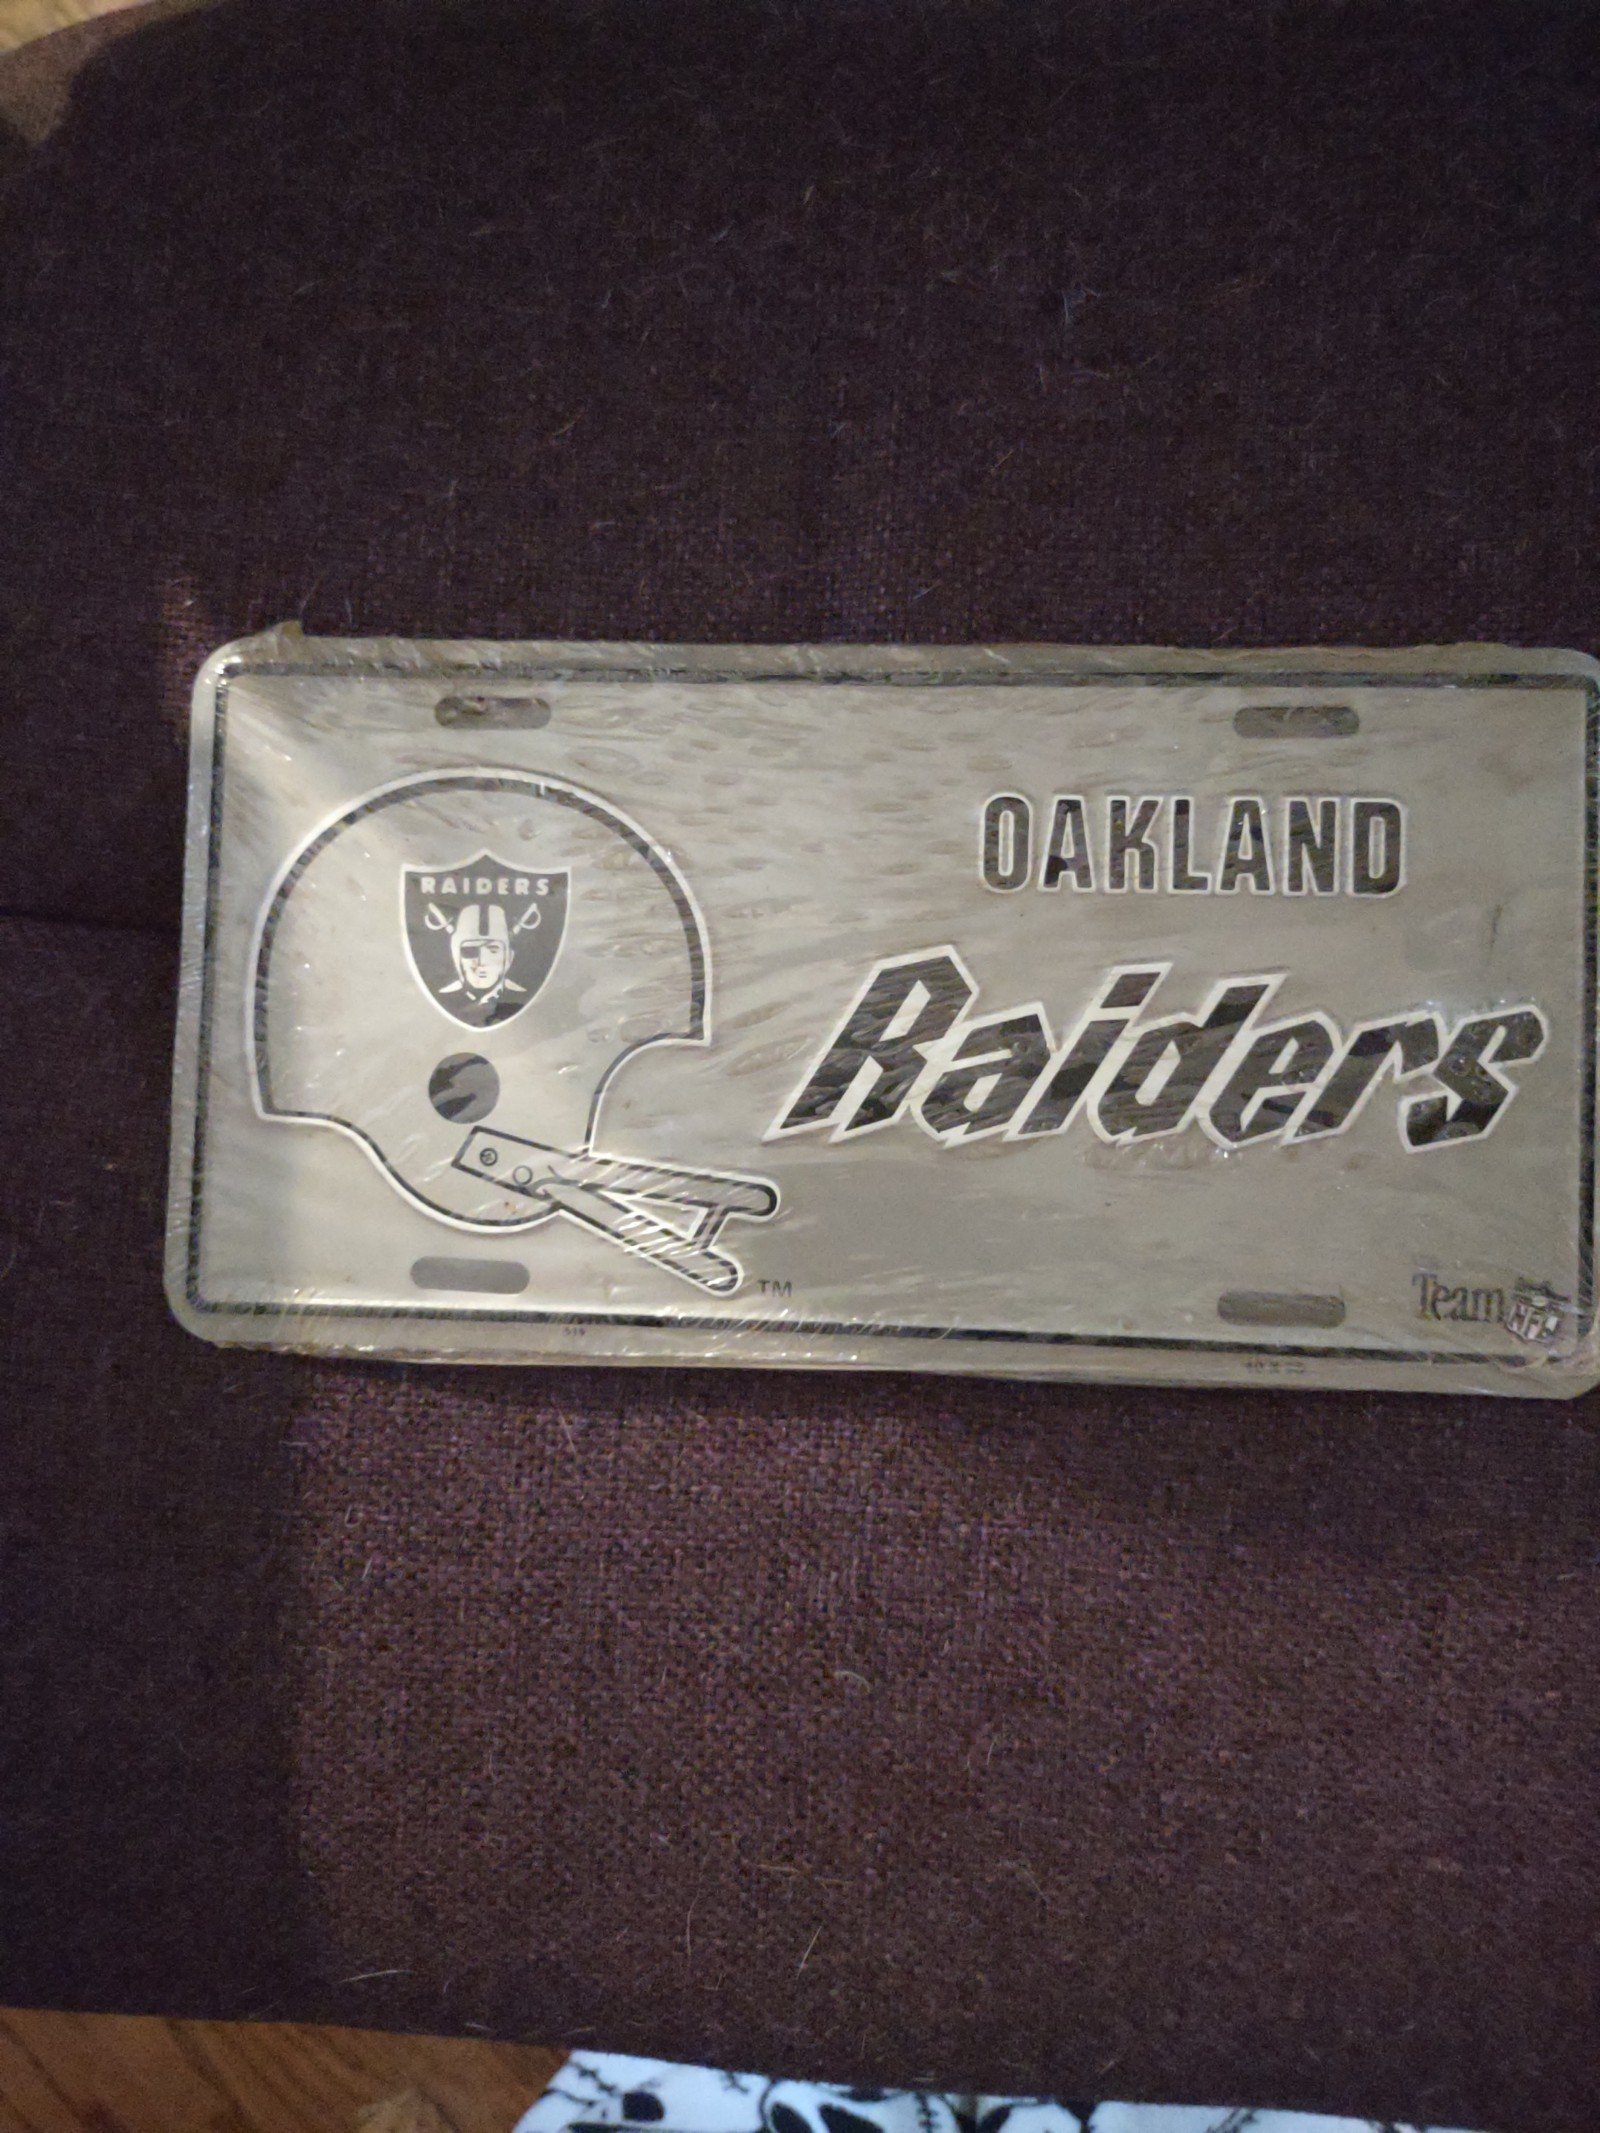 OAKLAND
RAIDERS
Raiders
TM
Team NFL